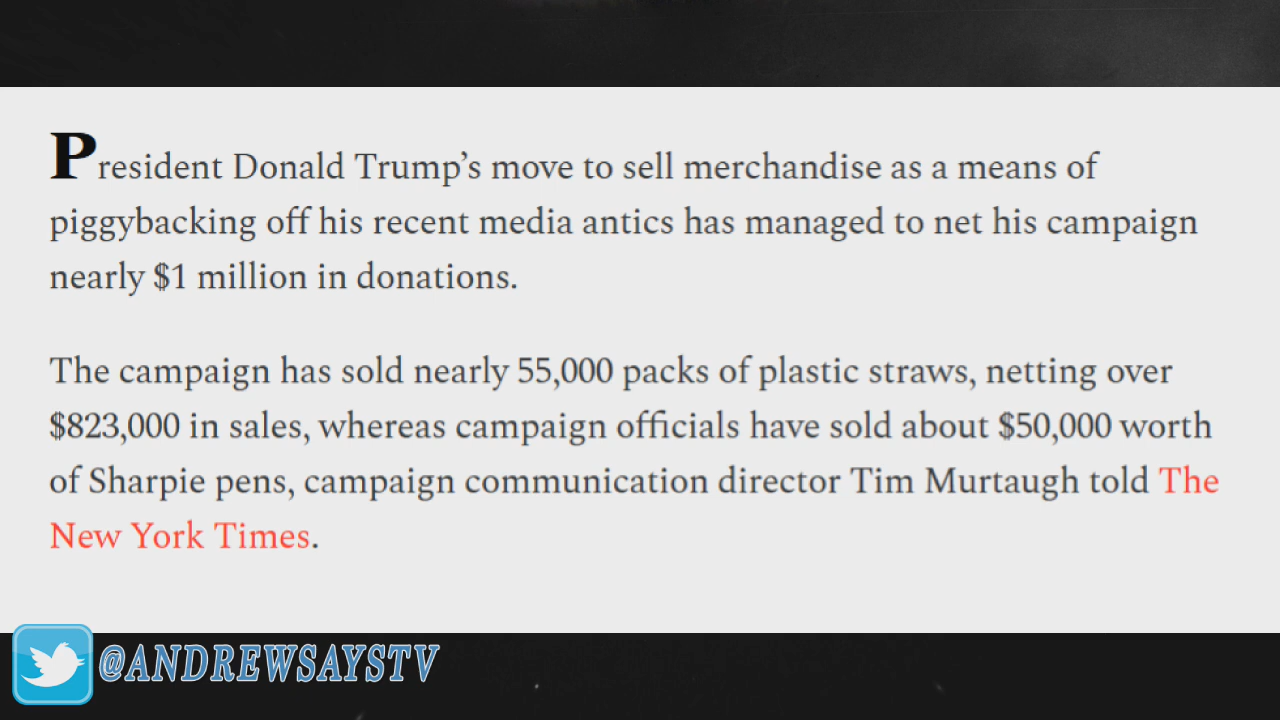 President Donald Trump’s move to sell merchandise as a means of
piggybacking off his recent media antics has managed to net his campaign
nearly $1 million in donations.
The campaign has sold nearly 55,000 packs of plastic straws, netting over
$823,000 in sales, whereas campaign officials have sold about $50,000 worth
of Sharpie pens, campaign communication director Tim Murtaugh told The
New York Times.
@ANDREWSAYSTV